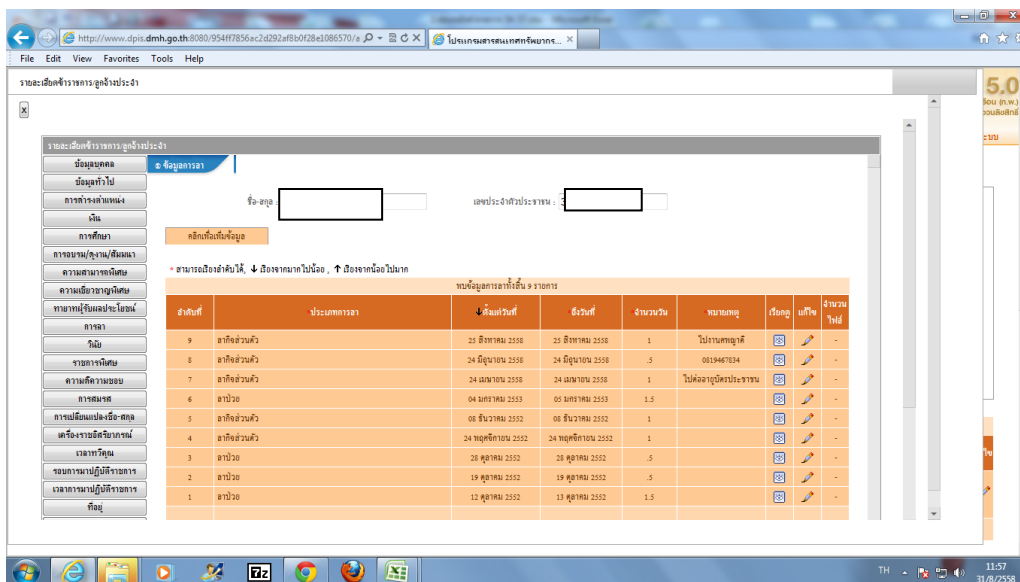 http://www.dpis.dmh.go.th:8080/954ff7856ac2d292af8b0f28e1086570/a
โปรแกรมสารสนเทศทรัพยากร... ×
File Edit View Favorites Tools Help
รายละเอียดข้าราชการ/ลูกจ้างประจำ
5.0
x
รายละเอียดข้าราชการ/ลูกจ้างประจำ
ข้อมูลบุคคล
ข้อมูลการลา
ข้อมูลทั่วไป
การดำรงตำแหน่ง
ชื่อ-สกุล :
เลขประจำตัวประชาชน : 3
เงิน
การศึกษา
คลิกเพื่อเพิ่มข้อมูล
การอบรม/ดูงาน/สัมมนา
ความสามารถพิเศษ
* สามารถเรียงลำดับได้, ↓ เรียงจากมากไปน้อย , ↑ เรียงจากน้อยไปมาก
ความเชี่ยวชาญพิเศษ
พบข้อมูลการลาทั้งสิ้น 9 รายการ
ทายาทผู้รับผลประโยชน์
ลำดับที่ *ประเภทการลา ↓ตั้งแต่วันที่ *ถึงวันที่ *จำนวนวัน *หมายเหตุ เรียกดู แก้ไข จำนวนไฟล์
การลา
วินัย
9 ลากิจส่วนตัว 25 สิงหาคม 2558 25 สิงหาคม 2558 1 ไปงานศพญาติ -
ราชการพิเศษ
8 ลากิจส่วนตัว 24 มิถุนายน 2558 24 มิถุนายน 2558 .5 0819467834 -
ความดีความชอบ
7 ลากิจส่วนตัว 24 เมษายน 2558 24 เมษายน 2558 1 ไปต่ออายุบัตรประชาชน -
การสมรส
6 ลาป่วย 04 มกราคม 2553 05 มกราคม 2553 1.5 -
การเปลี่ยนแปลงชื่อ-สกุล
5 ลากิจส่วนตัว 08 ธันวาคม 2552 08 ธันวาคม 2552 1 -
เครื่องราชอิสริยาภรณ์
4 ลากิจส่วนตัว 24 พฤศจิกายน 2552 24 พฤศจิกายน 2552 1 -
เวลาทวีคูณ
3 ลาป่วย 28 ตุลาคม 2552 28 ตุลาคม 2552 .5 -
รอบการมาปฏิบัติราชการ
2 ลาป่วย 19 ตุลาคม 2552 19 ตุลาคม 2552 .5 -
เวลาการมาปฏิบัติราชการ
1 ลาป่วย 12 ตุลาคม 2552 13 ตุลาคม 2552 1.5 -
ที่อยู่
TH
11:57
31/8/2558